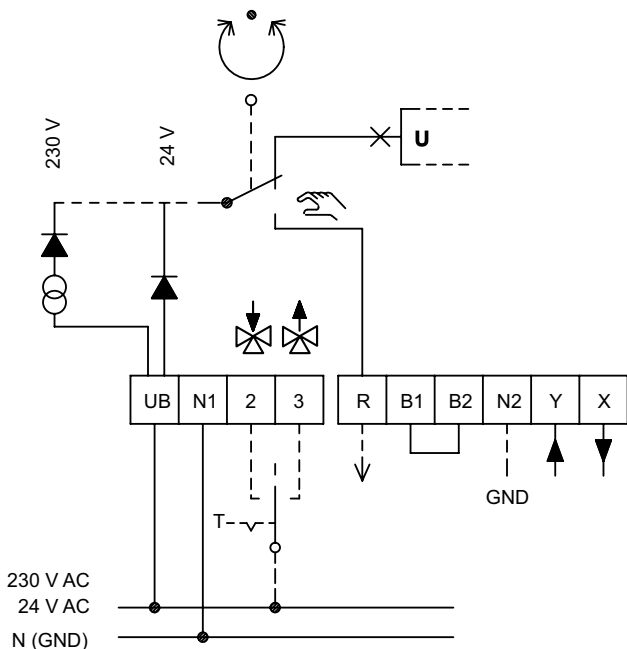 230 V
24 V
U
UB N1 2 3 R B1 B2 N2 Y X
GND
T
230 V AC
24 V AC
N (GND)